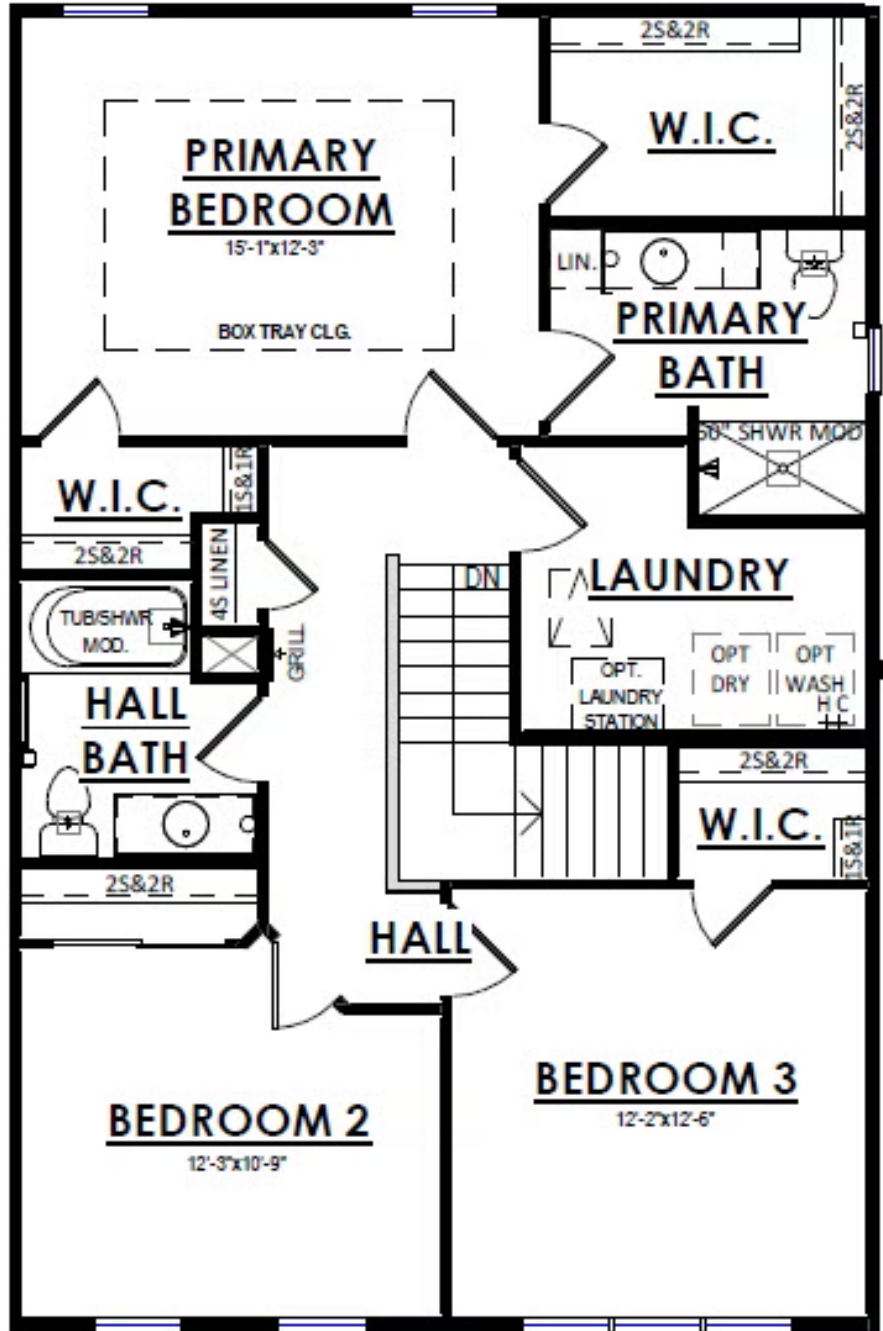 2S&2R
W.I.C.
2S&2R
PRIMARY
BEDROOM
15'-1"x12'-3"
BOX TRAY CLG.
LIN.
PRIMARY
BATH
60" SHWR MOD
W.I.C.
1S&1R
2S&2R
4S LINEN
DN
LAUNDRY
TUB/SHWR
MOD.
GRILL
OPT.
LAUNDRY
STATION
OPT
DRY
OPT
WASH
H C
HALL
BATH
2S&2R
W.I.C.
1S&1R
2S&2R
HALL
BEDROOM 2
12'-3"x10'-9"
BEDROOM 3
12'-2"x12'-6"